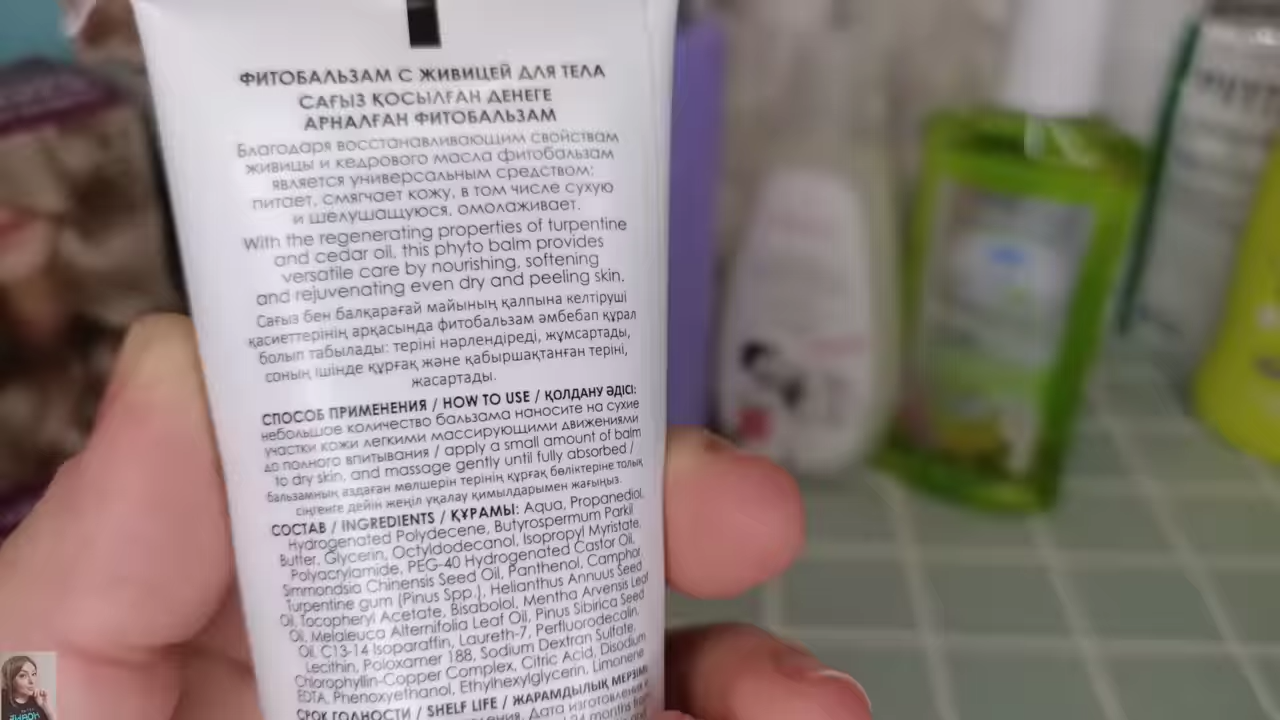 ФИТОБАЛЬЗАМ С ЖИВИЦЕЙ ДЛЯ ТЕЛА
САҒЫЗ ҚОСЫЛҒАН ДЕНЕГЕ
АРНАЛҒАН ФИТОБАЛЬЗАМ
Благодаря восстанавливающим свойствам
живицы и кедрового масла фитобальзам
является универсальным средством:
питает, смягчает кожу, в том числе сухую
и шелушащуюся, омолаживает.
With the regenerating properties of turpentine
and cedar oil, this phyto balm provides
versatile care by nourishing, softening
and rejuvenating even dry and peeling skin.
Сағыз бен балқарағай майының қалпына келтіруші
қасиеттерінің арқасында фитобальзам әмбебап құрал
болып табылады: теріні нәрлендіреді, жұмсартады,
соның ішінде құрғақ және қабыршақтанған теріні,
жасартады.
СПОСОБ ПРИМЕНЕНИЯ / HOW TO USE / ҚОЛДАНУ ӘДІСІ:
небольшое количество бальзама наносите на сухие
участки кожи легкими массирующими движениями
до полного впитывания / apply a small amount of balm
to dry skin, and massage gently until fully absorbed /
бальзамның аздаған мөлшерін терінің құрғақ бөліктеріне толық
сіңгенге дейін жеңіл уқалау қимылдарымен жағыңыз.
СОСТАВ / INGREDIENTS / ҚҰРАМЫ: Aqua, Propanediol,
Hydrogenated Polydecene, Butyrospermum Parkii
Butter, Glycerin, Octyldodecanol, Isopropyl Myristate,
Polyacrylamide, PEG-40 Hydrogenated Castor Oil,
Simmondsia Chinensis Seed Oil, Panthenol, Camphor,
Turpentine gum (Pinus Spp.), Helianthus Annuus Seed
Oil, Tocopheryl Acetate, Bisabolol, Mentha Arvensis Leaf
Oil, Melaleuca Alternifolia Leaf Oil, Pinus Sibirica Seed
Oil, C13-14 Isoparaffin, Laureth-7, Perfluorodecalin,
Lecithin, Poloxamer 188, Sodium Dextran Sulfate,
Chlorophyllin-Copper Complex, Citric Acid, Disodium
EDTA, Phenoxyethanol, Ethylhexylglycerin, Limonene
СРОК ГОДНОСТИ / SHELF LIFE / ЖАРАМДЫЛЫҚ МЕРЗІМІ
Дата изготовления
24 months from